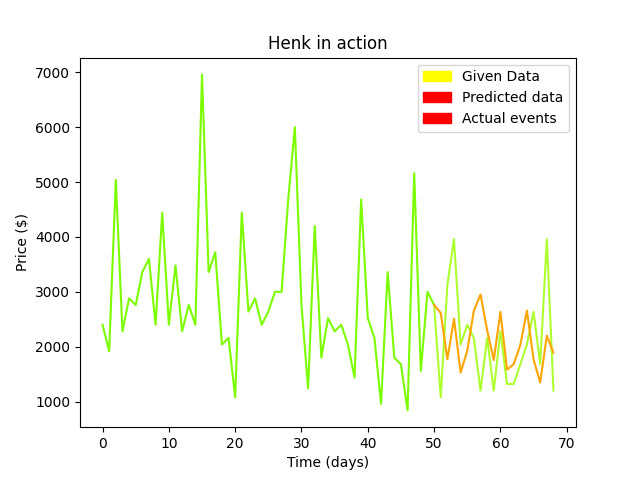 Henk in action
Given Data
Predicted data
Actual events
Price ($)
7000
6000
5000
4000
3000
2000
1000
0 10 20 30 40 50 60 70
Time (days)